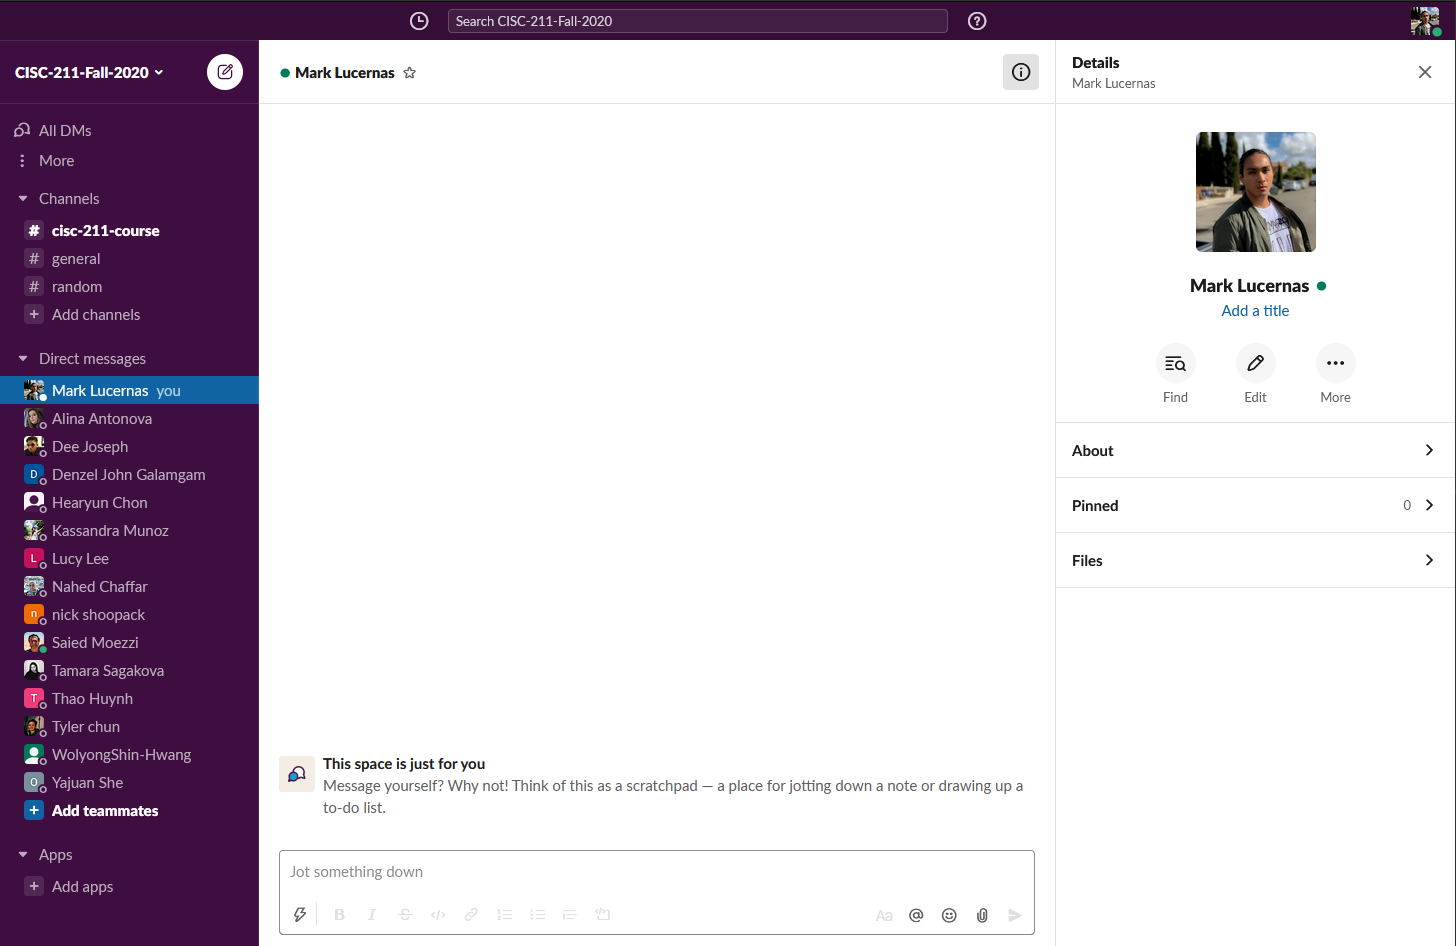 Search CISC-211-Fall-2020
CISC-211-Fall-2020
All DMs
More
Channels
# cisc-211-course
# general
# random
+ Add channels
Direct messages
Mark Lucernas you
Alina Antonova
Dee Joseph
D Denzel John Galamgam
Hearyun Chon
Kassandra Munoz
L Lucy Lee
Nahed Chaffar
n nick shoopack
Saied Moezzi
Tamara Sagakova
T Thao Huynh
Tyler chun
WolyongShin-Hwang
O Yajuan She
+ Add teammates
Apps
+ Add apps
Mark Lucernas
This space is just for you
Message yourself? Why not! Think of this as a scratchpad — a place for jotting down a note or drawing up a
to-do list.
Jot something down
B I S </> Aa @
Details
Mark Lucernas
Mark Lucernas
Add a title
Find Edit More
About
Pinned 0
Files